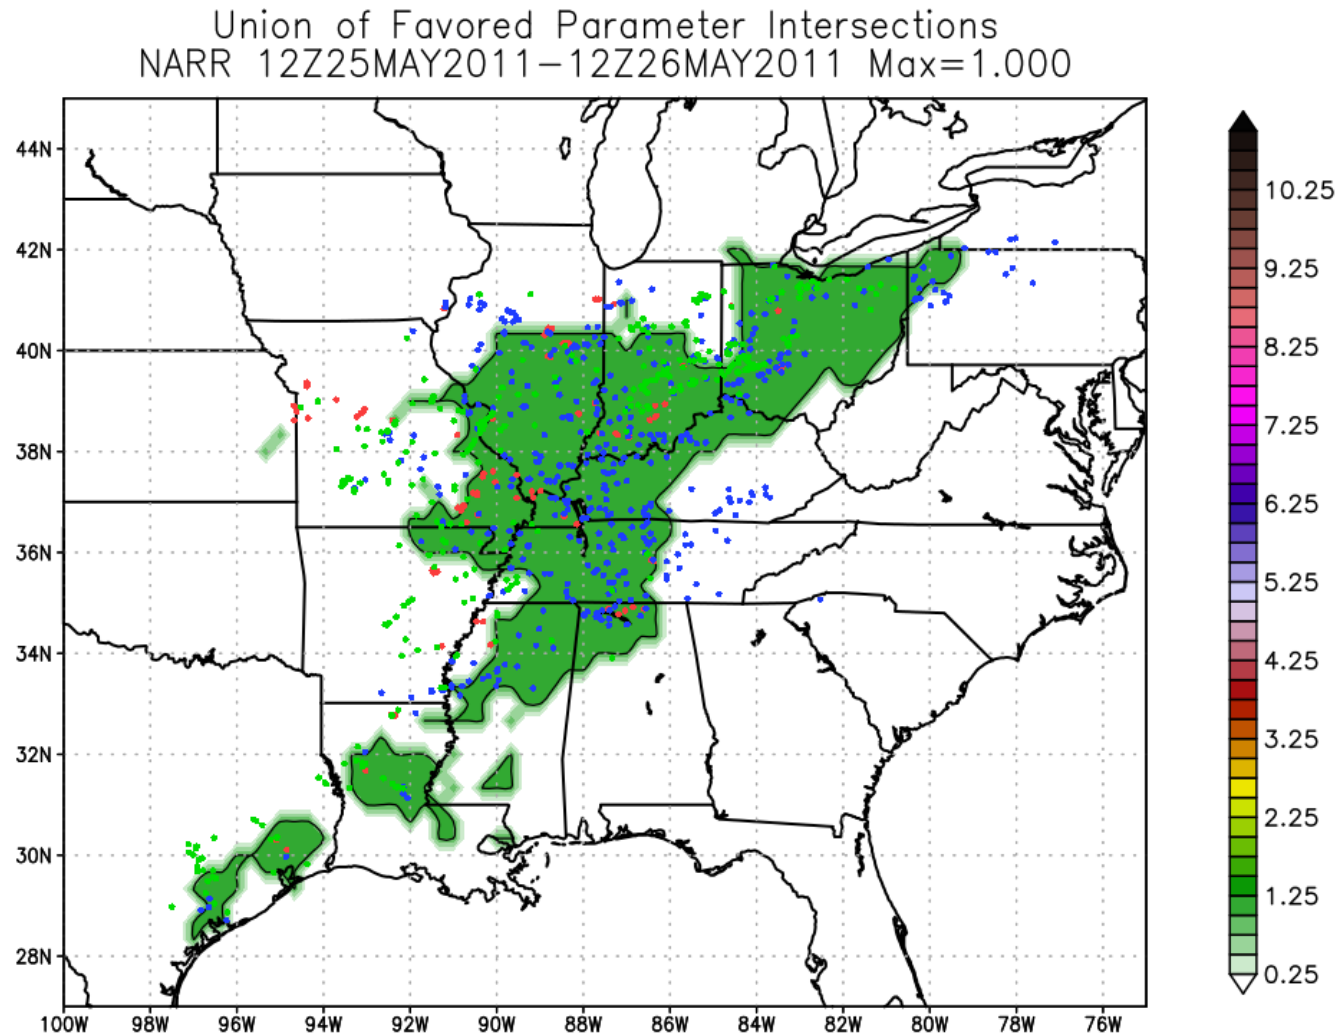 Union of Favored Parameter Intersections
NARR 12Z25MAY2011-12Z26MAY2011 Max=1.000
44N
42N
40N
38N
36N
34N
32N
30N
28N
100W 98W 96W 94W 92W 90W 88W 86W 84W 82W 80W 78W 76W
10.25
9.25
8.25
7.25
6.25
5.25
4.25
3.25
2.25
1.25
0.25